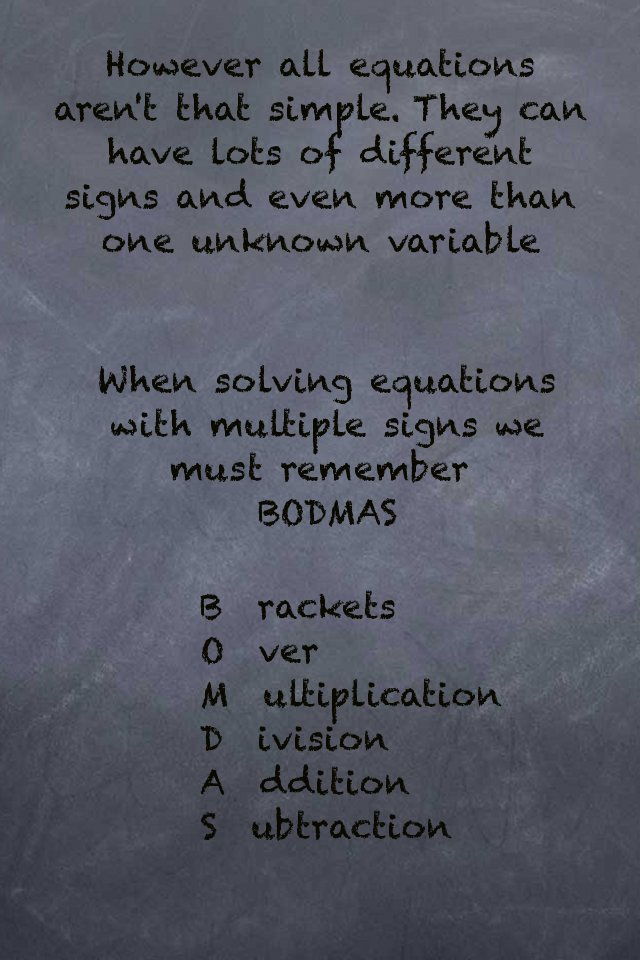 However all equations
aren't that simple. They can
have lots of different
signs and even more than
one unknown variable
When solving equations
with multiple signs we
must remember
BODMAS
B rackets
O ver
M ultiplication
D ivision
A ddition
S ubtraction